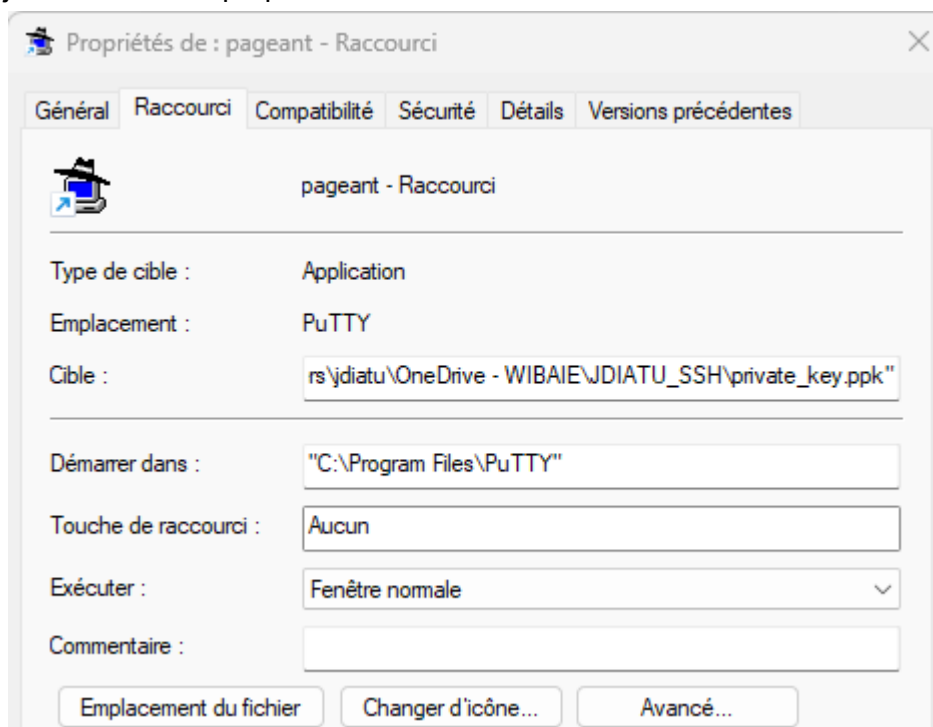 Propriétés de : pageant - Raccourci
Général Raccourci Compatibilité Sécurité Détails Versions précédentes
pageant - Raccourci
Type de cible : Application
Emplacement : PuTTY
Cible : rs\jdiatu\OneDrive - WIBAIE\JDIATU_SSH\private_key.ppk"
Démarrer dans : "C:\Program Files\PuTTY"
Touche de raccourci : Aucun
Exécuter : Fenêtre normale
Commentaire :
Emplacement du fichier Changer d'icône... Avancé...